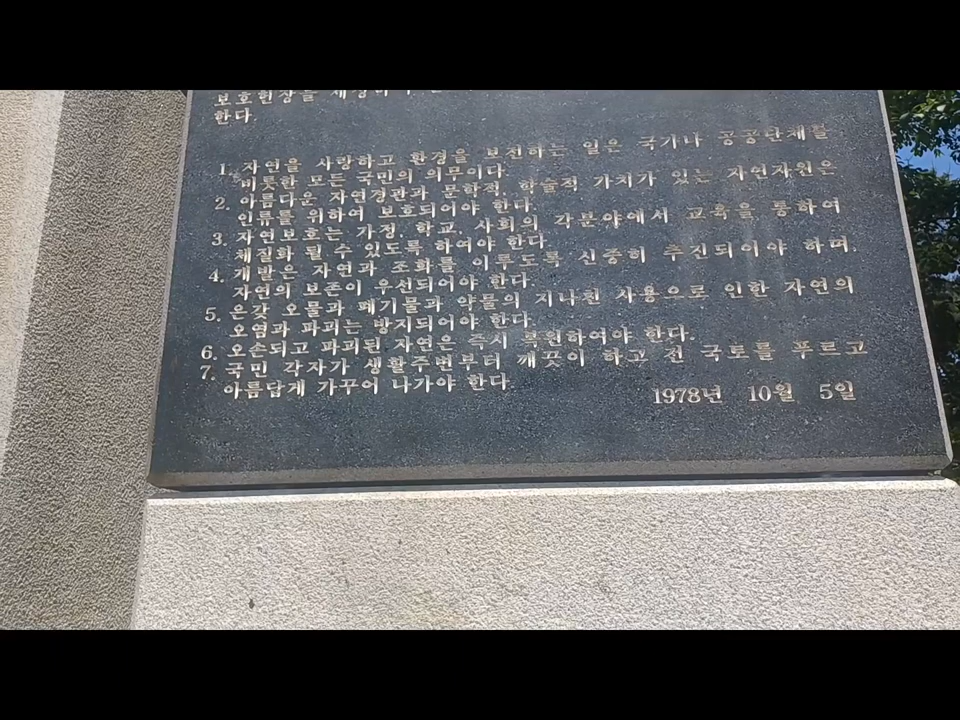 보호헌장을
한다.
1. 자연을 사랑하고 환경을 보전하는 일은 국가나 공공단체를
비롯한 모든 국민의 의무이다.
2. 아름다운 자연경관과 문화적, 학술적 가치가 있는 자연자원은
인류를 위하여 보호되어야 한다.
3. 자연보호는 가정, 학교, 사회의 각분야에서 교육을 통하여
체질화 될 수 있도록 하여야 한다.
4. 개발은 자연과 조화를 이루도록 신중히 추진되어야 하며,
자연의 보존이 우선되어야 한다.
5. 온갖 오물과 폐기물과 약물의 지나친 사용으로 인한 자연의
오염과 파괴는 방지되어야 한다.
6. 오손되고 파괴된 자연은 즉시 복원하여야 한다.
7. 국민 각자가 생활주변부터 깨끗이 하고 전 국토를 푸르고
아름답게 가꾸어 나가야 한다.
1978년 10월 5일